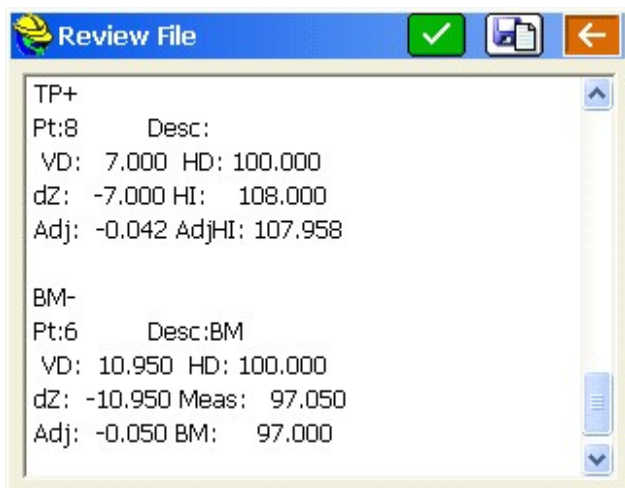 Review File
TP+
Pt:8 Desc:
VD: 7.000 HD: 100.000
dZ: -7.000 HI: 108.000
Adj: -0.042 AdjHI: 107.958
BM-
Pt:6 Desc:BM
VD: 10.950 HD: 100.000
dZ: -10.950 Meas: 97.050
Adj: -0.050 BM: 97.000